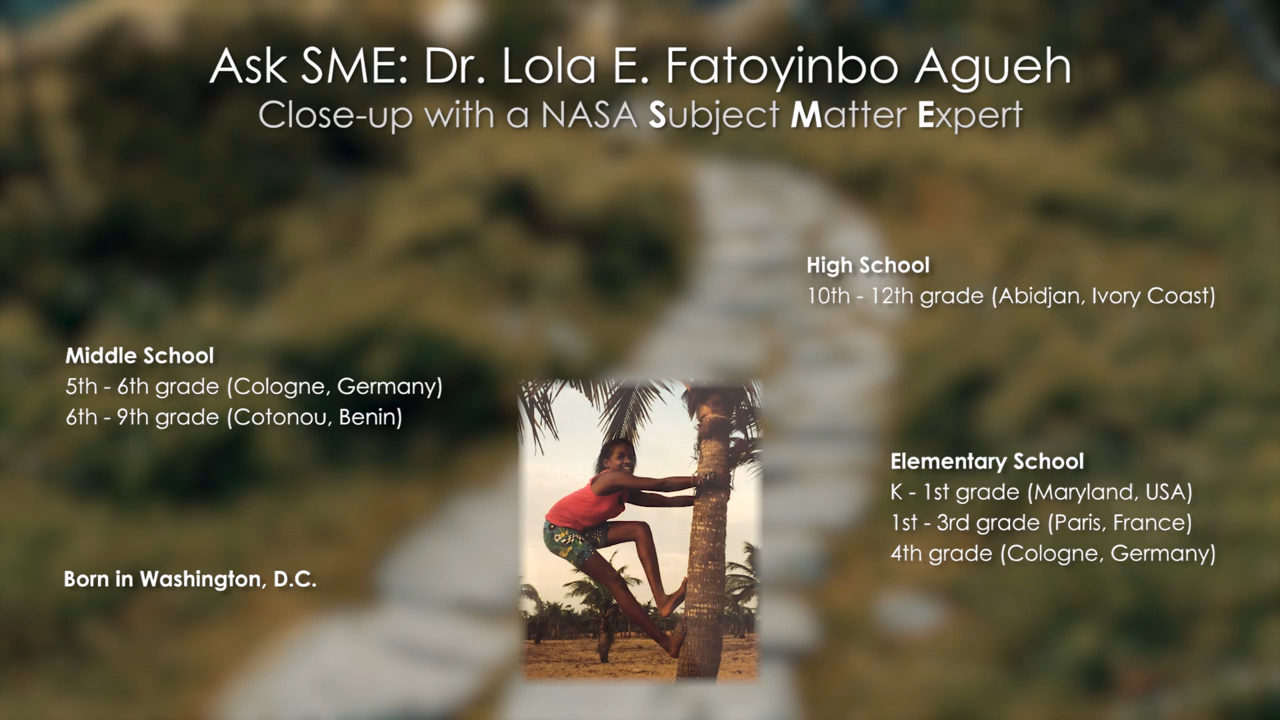 Ask SME: Dr. Lola E. Fatoyinbo Agueh
Close-up with a NASA Subject Matter Expert
High School
10th - 12th grade (Abidjan, Ivory Coast)
Middle School
5th - 6th grade (Cologne, Germany)
6th - 9th grade (Cotonou, Benin)
Elementary School
K - 1st grade (Maryland, USA)
1st - 3rd grade (Paris, France)
4th grade (Cologne, Germany)
Born in Washington, D.C.